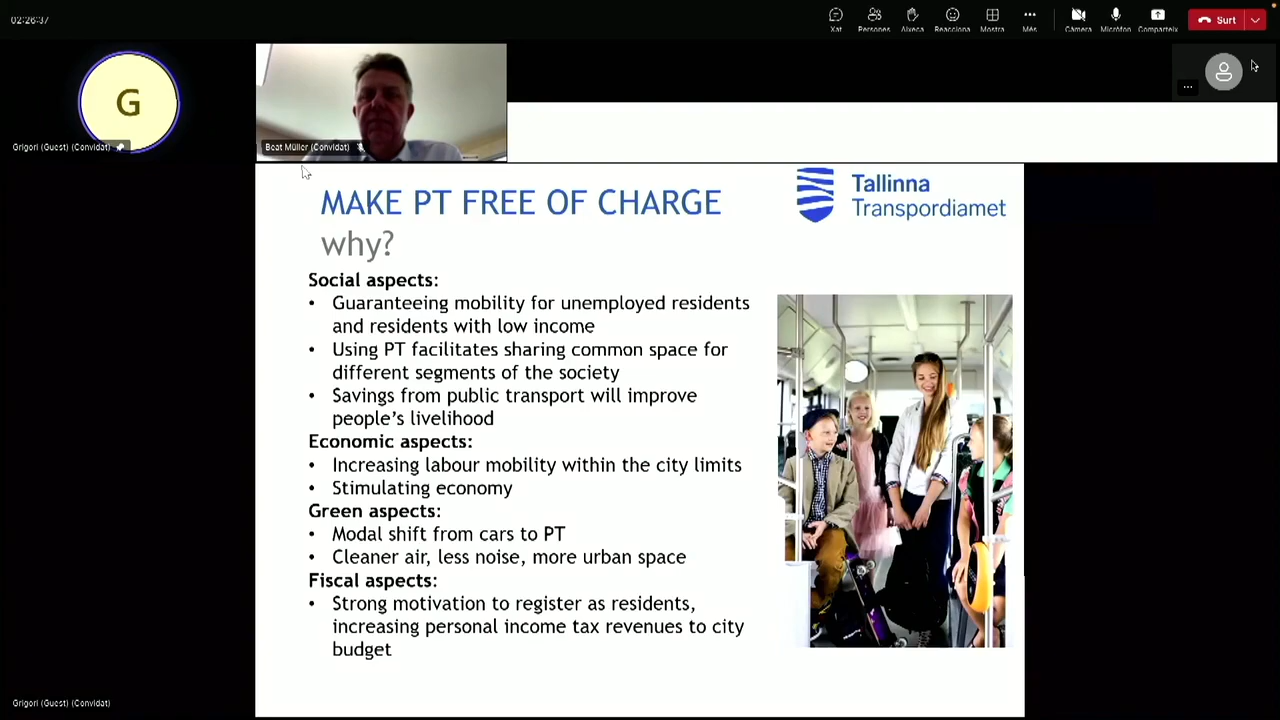 02:26:37
Xat
Persones
Aixeca
Reacciona
Mostra
Més
Càmera
Micròfon
Comparteix
Surt
G
Grigori (Guest) (Convidat)
Beat Müller (Convidat)
MAKE PT FREE OF CHARGE
why?
Tallinna
Transpordiamet
Social aspects:
• Guaranteeing mobility for unemployed residents
and residents with low income
• Using PT facilitates sharing common space for
different segments of the society
• Savings from public transport will improve
people’s livelihood
Economic aspects:
• Increasing labour mobility within the city limits
• Stimulating economy
Green aspects:
• Modal shift from cars to PT
• Cleaner air, less noise, more urban space
Fiscal aspects:
• Strong motivation to register as residents,
increasing personal income tax revenues to city
budget
Grigori (Guest) (Convidat)